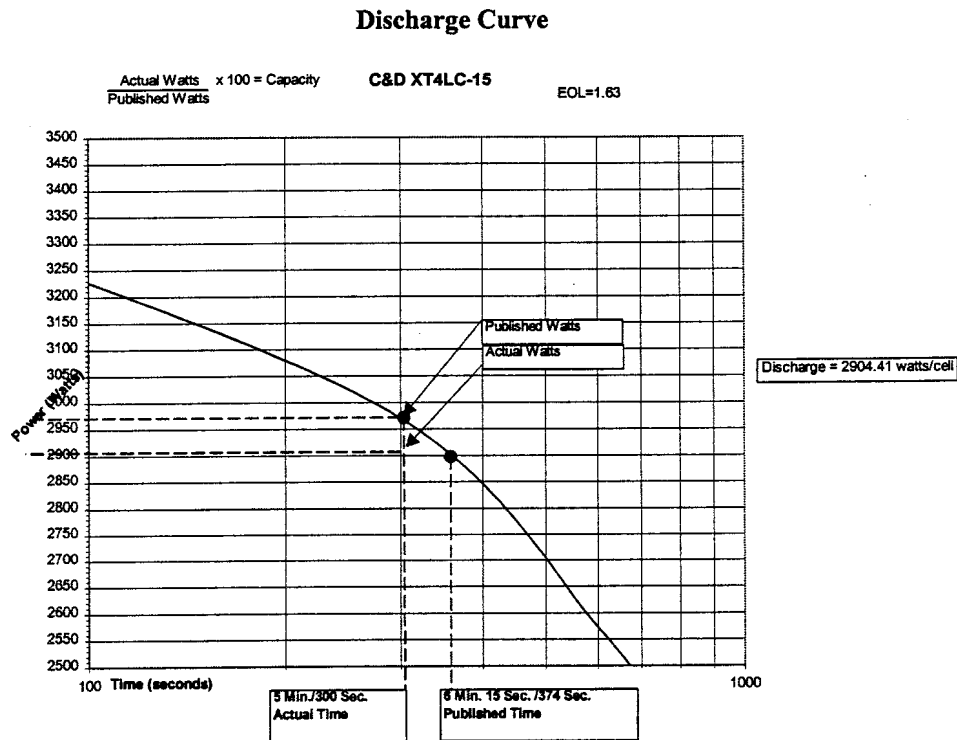 Discharge Curve
Actual Watts x 100 = Capacity
Published Watts
C&D XT4LC-15
EOL=1.63
3500
3450
3400
3350
3300
3250
3200
3150
3100
3050
3000
2950
2900
2850
2800
2750
2700
2650
2600
2550
2500
Power (Watts)
Published Watts
Actual Watts
Discharge = 2904.41 watts/cell
100
Time (seconds)
1000
5 Min./300 Sec.
Actual Time
6 Min. 15 Sec. /374 Sec.
Published Time